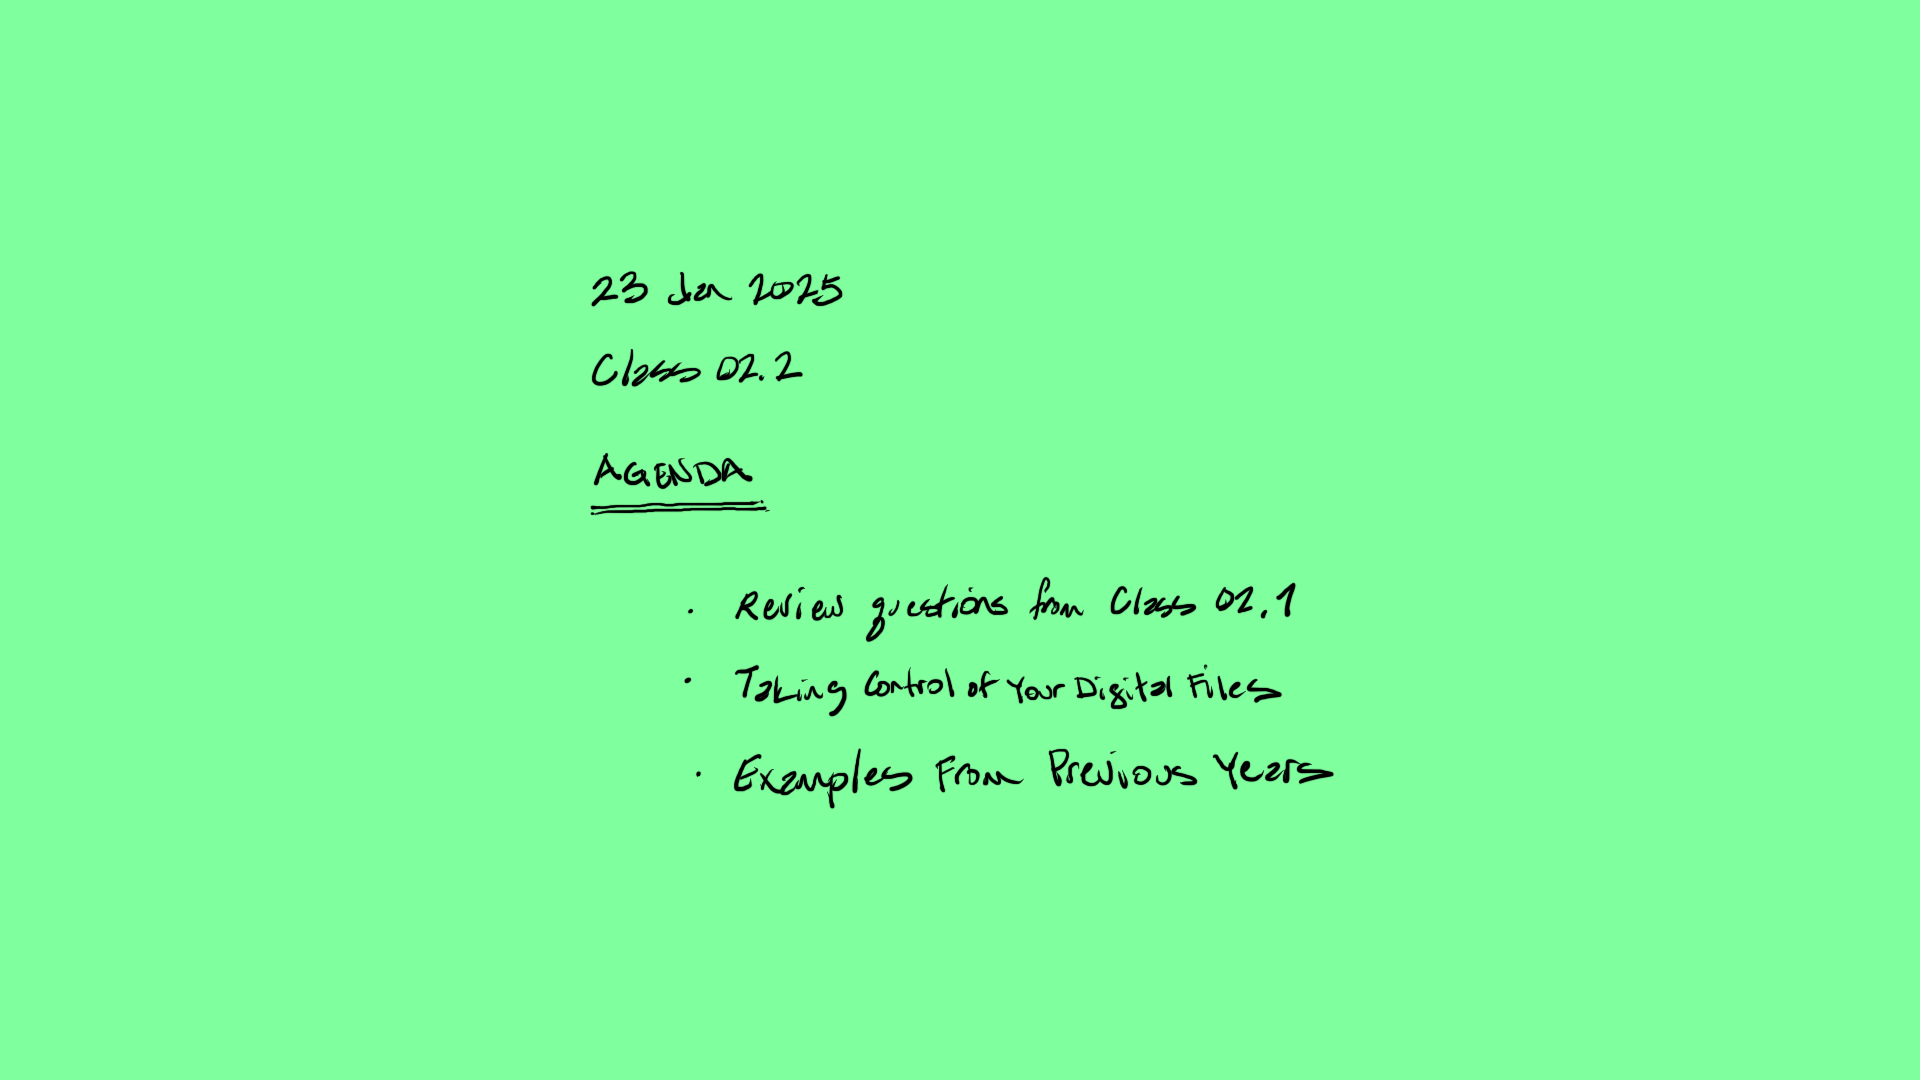 23 Jan 2025
Class 02.2
AGENDA
· Review questions from Class 02.1
· Taking Control of Your Digital Files
· Examples From Previous Years